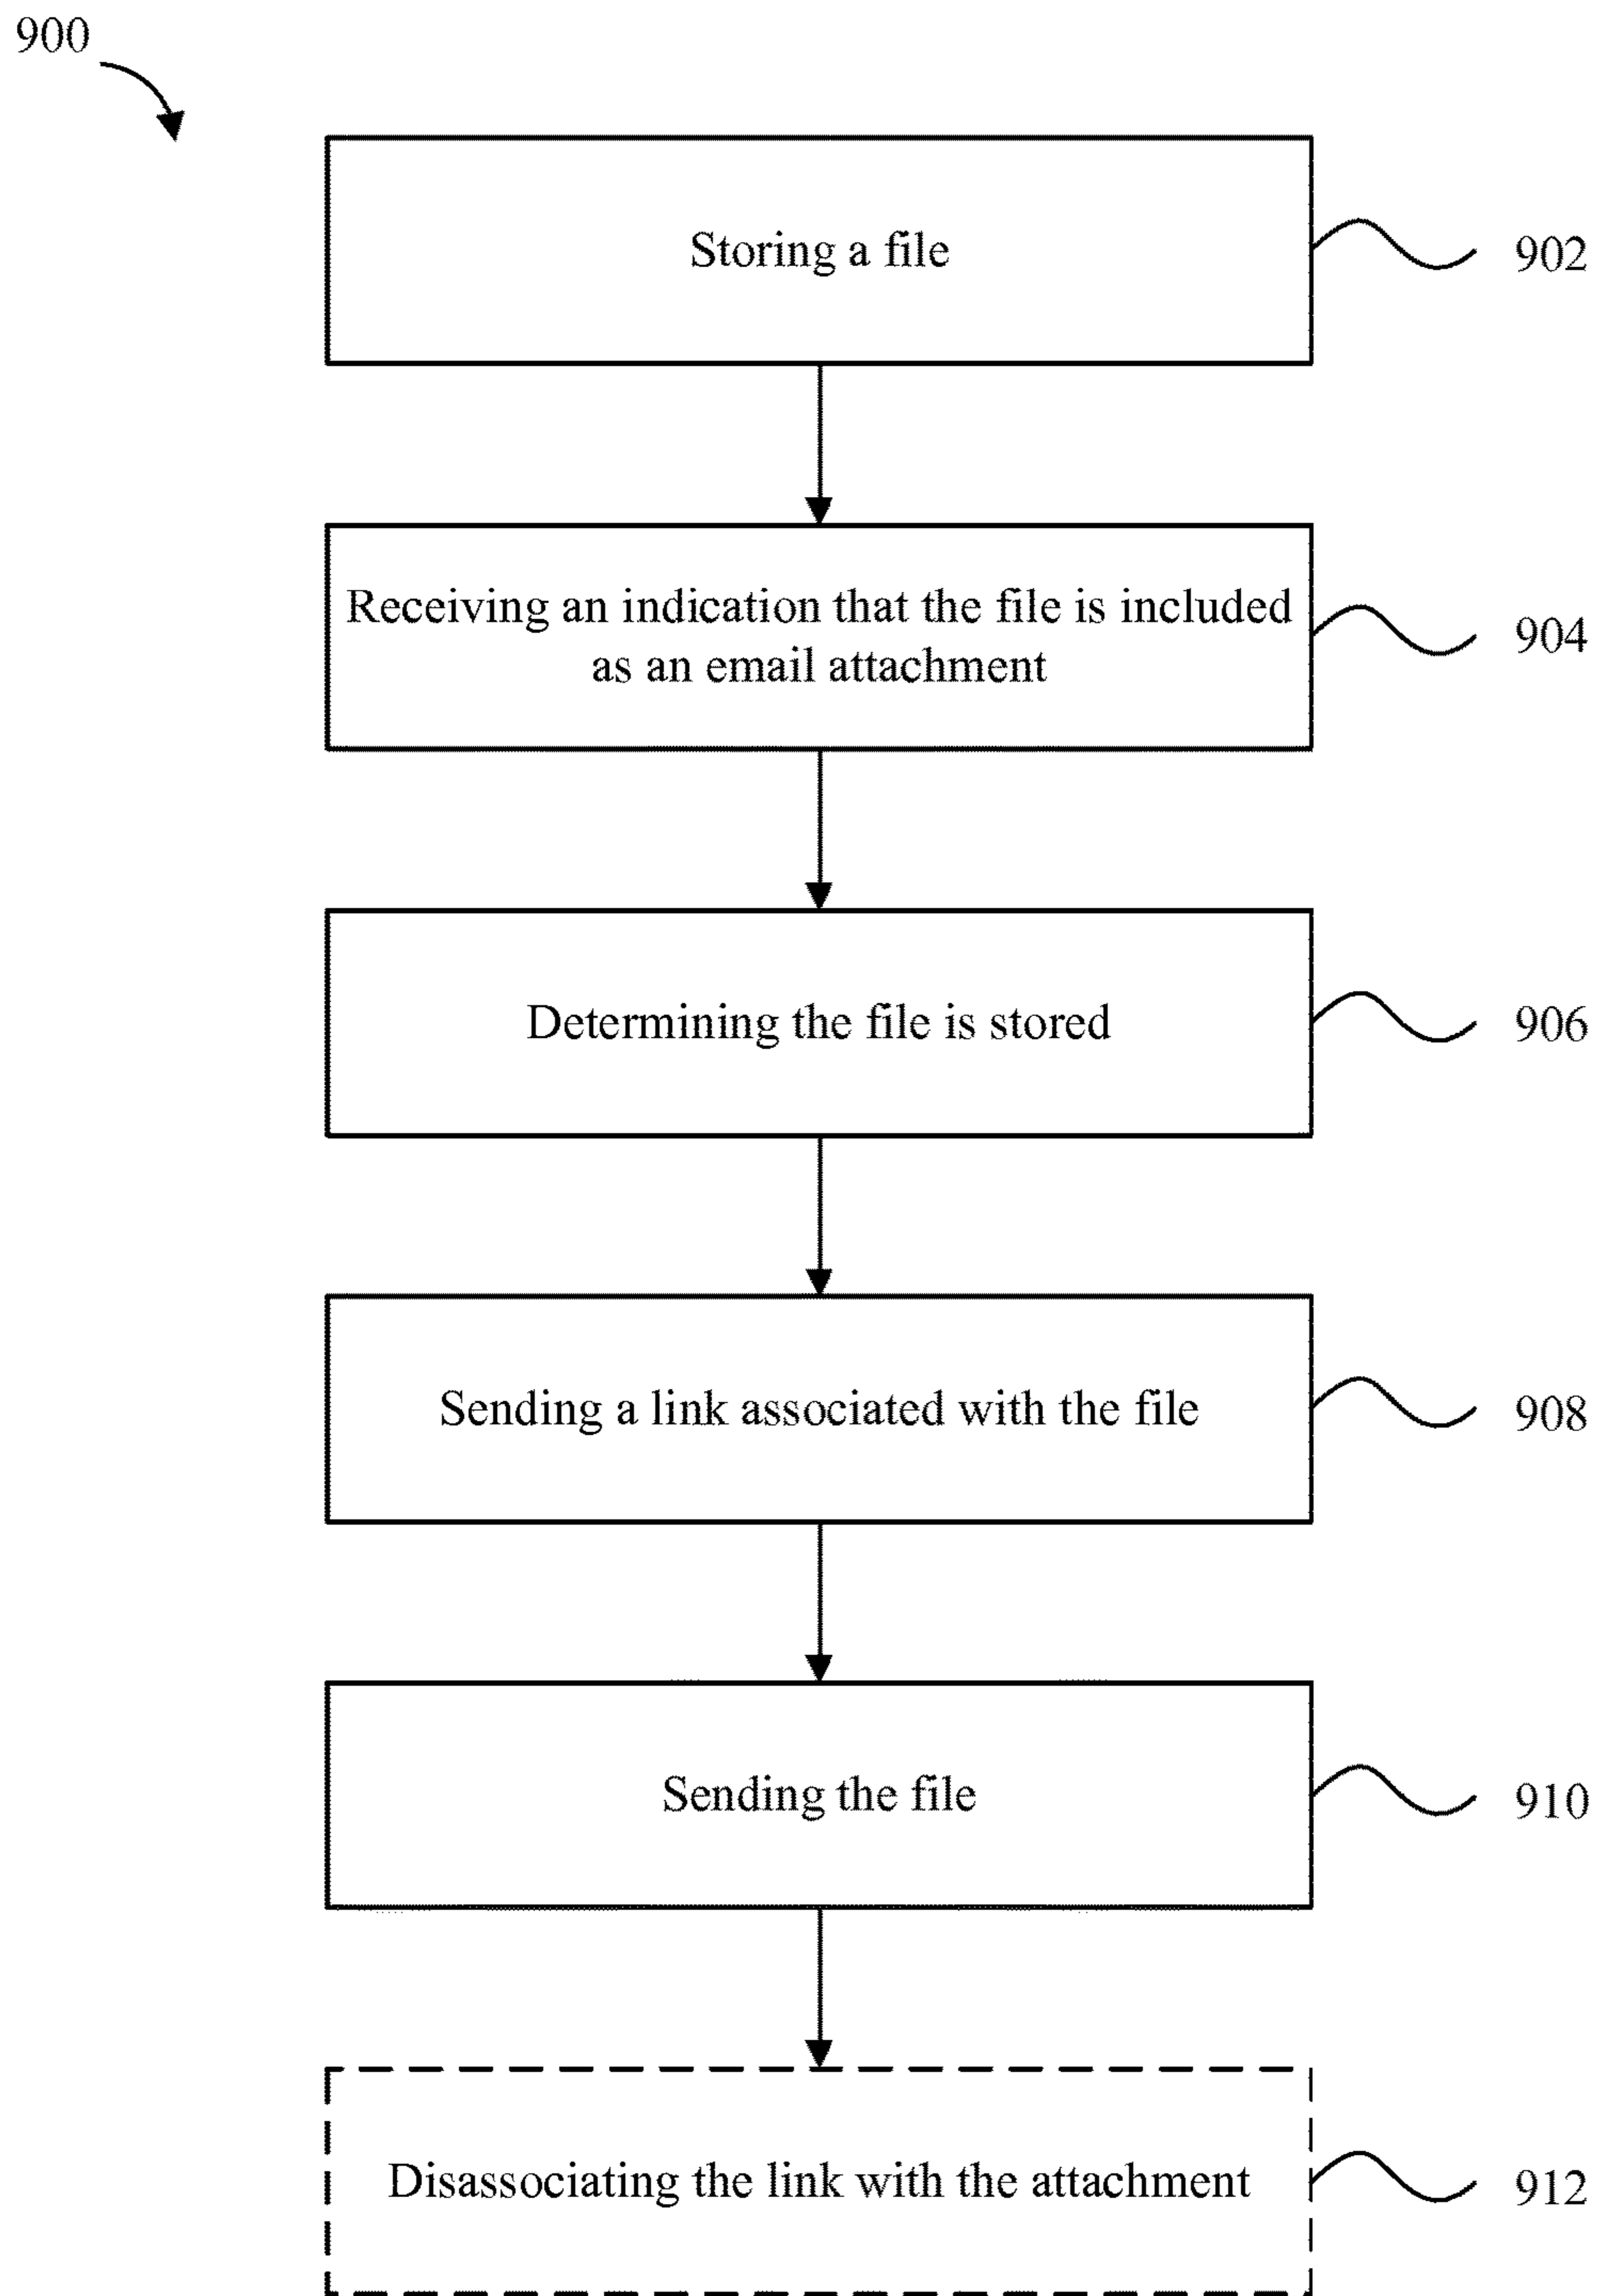 900
Storing a file
902
Receiving an indication that the file is included
as an email attachment
904
Determining the file is stored
906
Sending a link associated with the file
908
Sending the file
910
Disassociating the link with the attachment
912